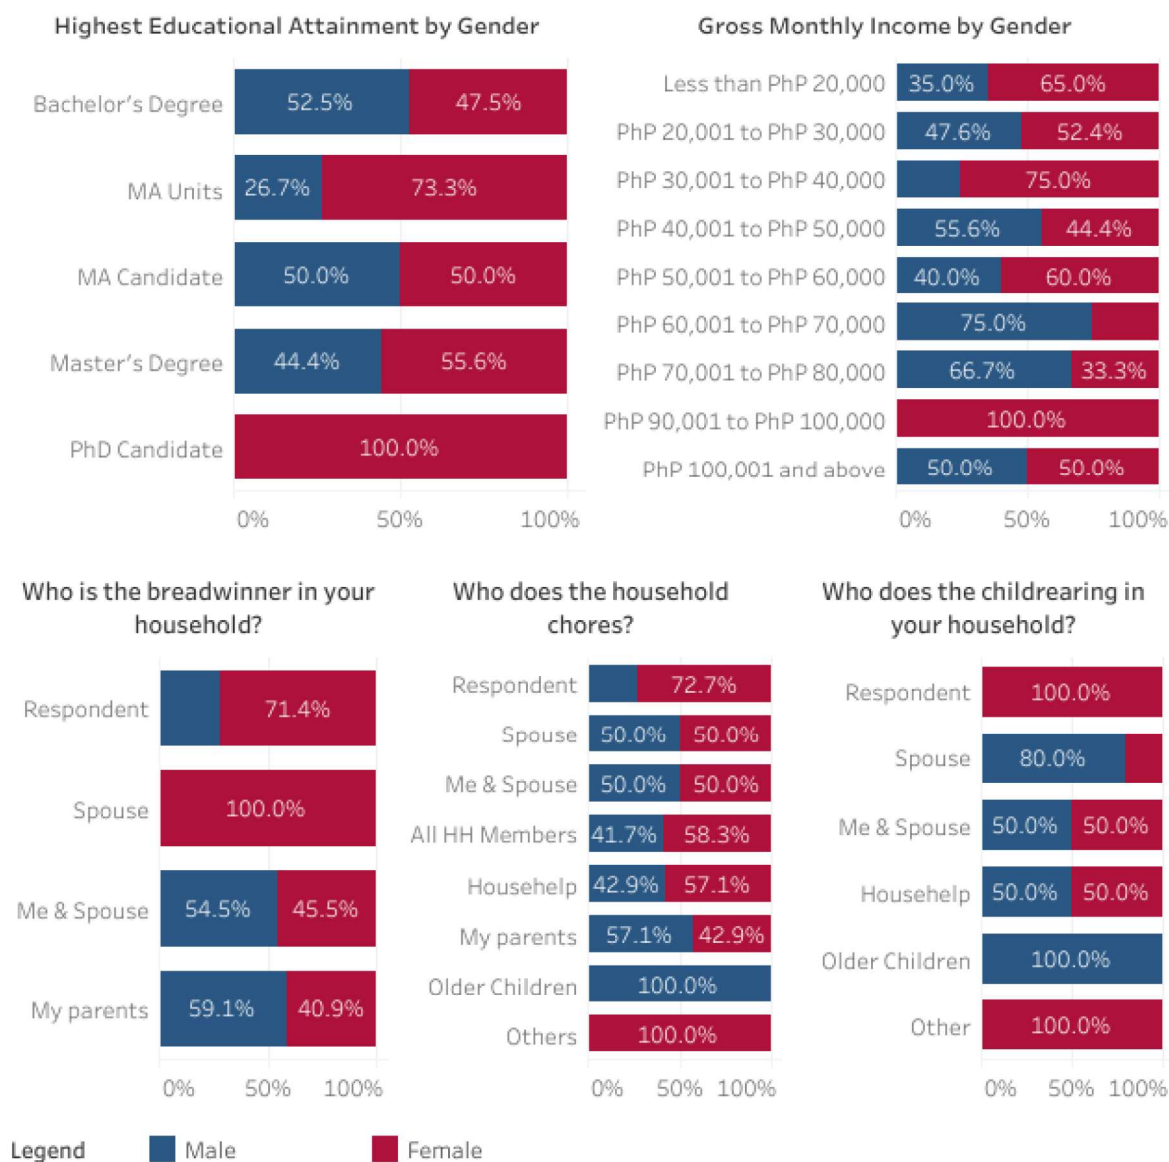 Highest Educational Attainment by Gender
Bachelor's Degree 52.5% 47.5%
MA Units 26.7% 73.3%
MA Candidate 50.0% 50.0%
Master's Degree 44.4% 55.6%
PhD Candidate 100.0%
0% 50% 100%
Gross Monthly Income by Gender
Less than PhP 20,000 35.0% 65.0%
PhP 20,001 to PhP 30,000 47.6% 52.4%
PhP 30,001 to PhP 40,000 75.0%
PhP 40,001 to PhP 50,000 55.6% 44.4%
PhP 50,001 to PhP 60,000 40.0% 60.0%
PhP 60,001 to PhP 70,000 75.0%
PhP 70,001 to PhP 80,000 66.7% 33.3%
PhP 90,001 to PhP 100,000 100.0%
PhP 100,001 and above 50.0% 50.0%
0% 50% 100%
Who is the breadwinner in your
household?
Respondent 71.4%
Spouse 100.0%
Me & Spouse 54.5% 45.5%
My parents 59.1% 40.9%
0% 50% 100%
Who does the household
chores?
Respondent 72.7%
Spouse 50.0% 50.0%
Me & Spouse 50.0% 50.0%
All HH Members 41.7% 58.3%
Househelp 42.9% 57.1%
My parents 57.1% 42.9%
Older Children 100.0%
Others 100.0%
0% 50% 100%
Who does the childrearing in
your household?
Respondent 100.0%
Spouse 80.0%
Me & Spouse 50.0% 50.0%
Househelp 50.0% 50.0%
Older Children 100.0%
Other 100.0%
0% 50% 100%
Legend Male Female